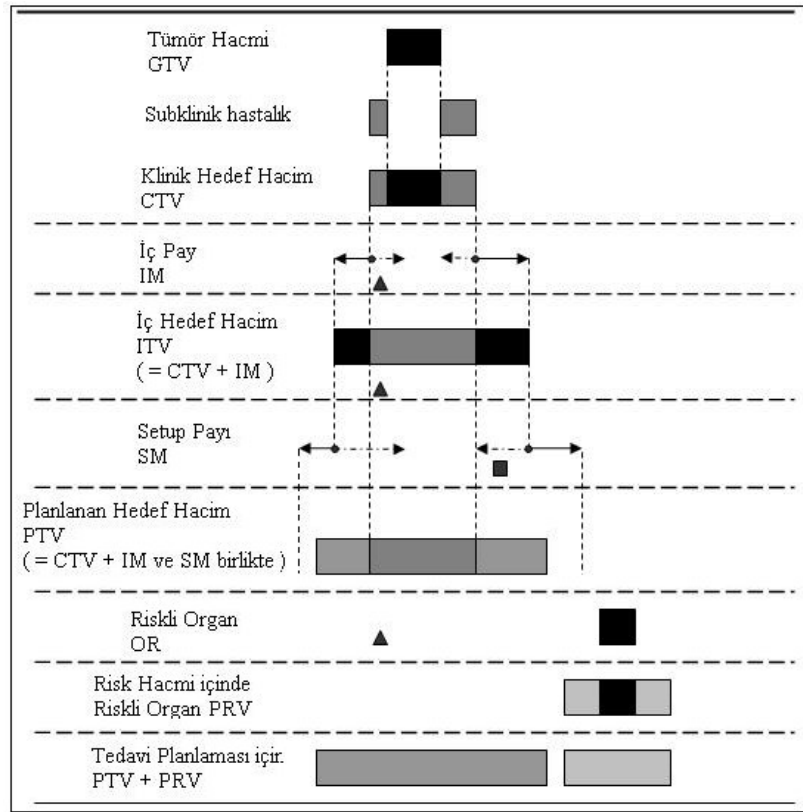 Tümör Hacmi
GTV
Subklinik hastalık
Klinik Hedef Hacim
CTV
İç Pay
IM
İç Hedef Hacim
ITV
( = CTV + IM )
Setup Payı
SM
Planlanan Hedef Hacim
PTV
( = CTV + IM ve SM birlikte )
Riskli Organ
OR
Risk Hacmi içinde
Riskli Organ PRV
Tedavi Planlaması için.
PTV + PRV